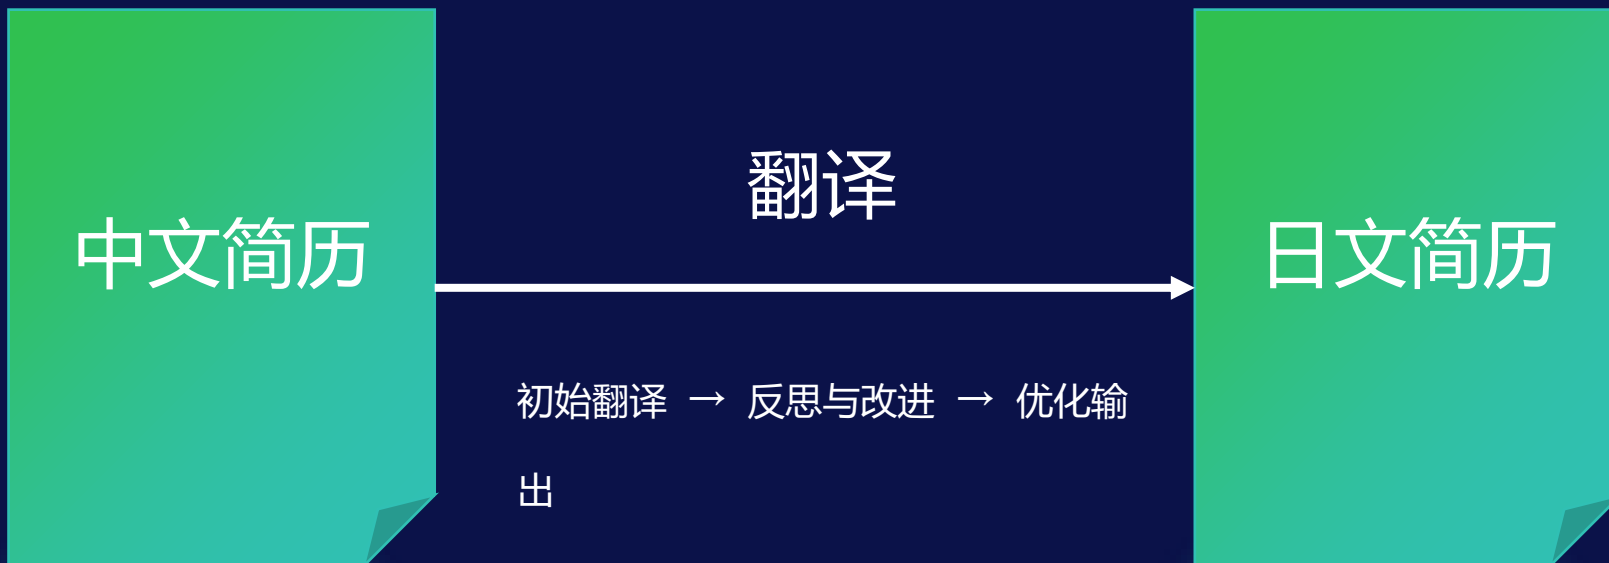 中文简历
翻译
初始翻译 → 反思与改进 → 优化输
出
日文简历